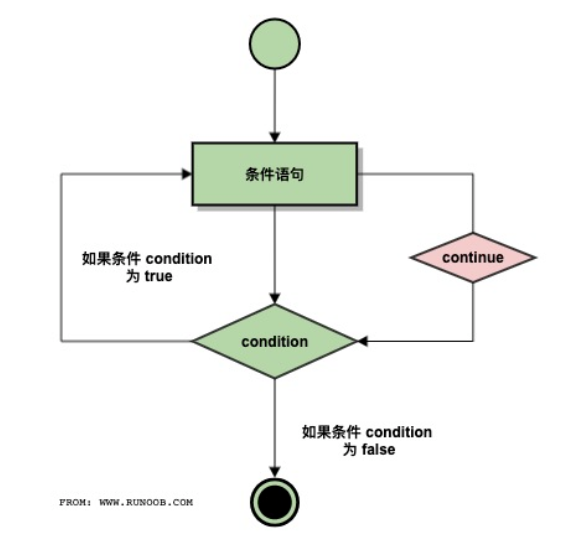 条件语句
continue
如果条件 condition
为 true
condition
如果条件 condition
为 false
FROM: WWW.RUNOOB.COM